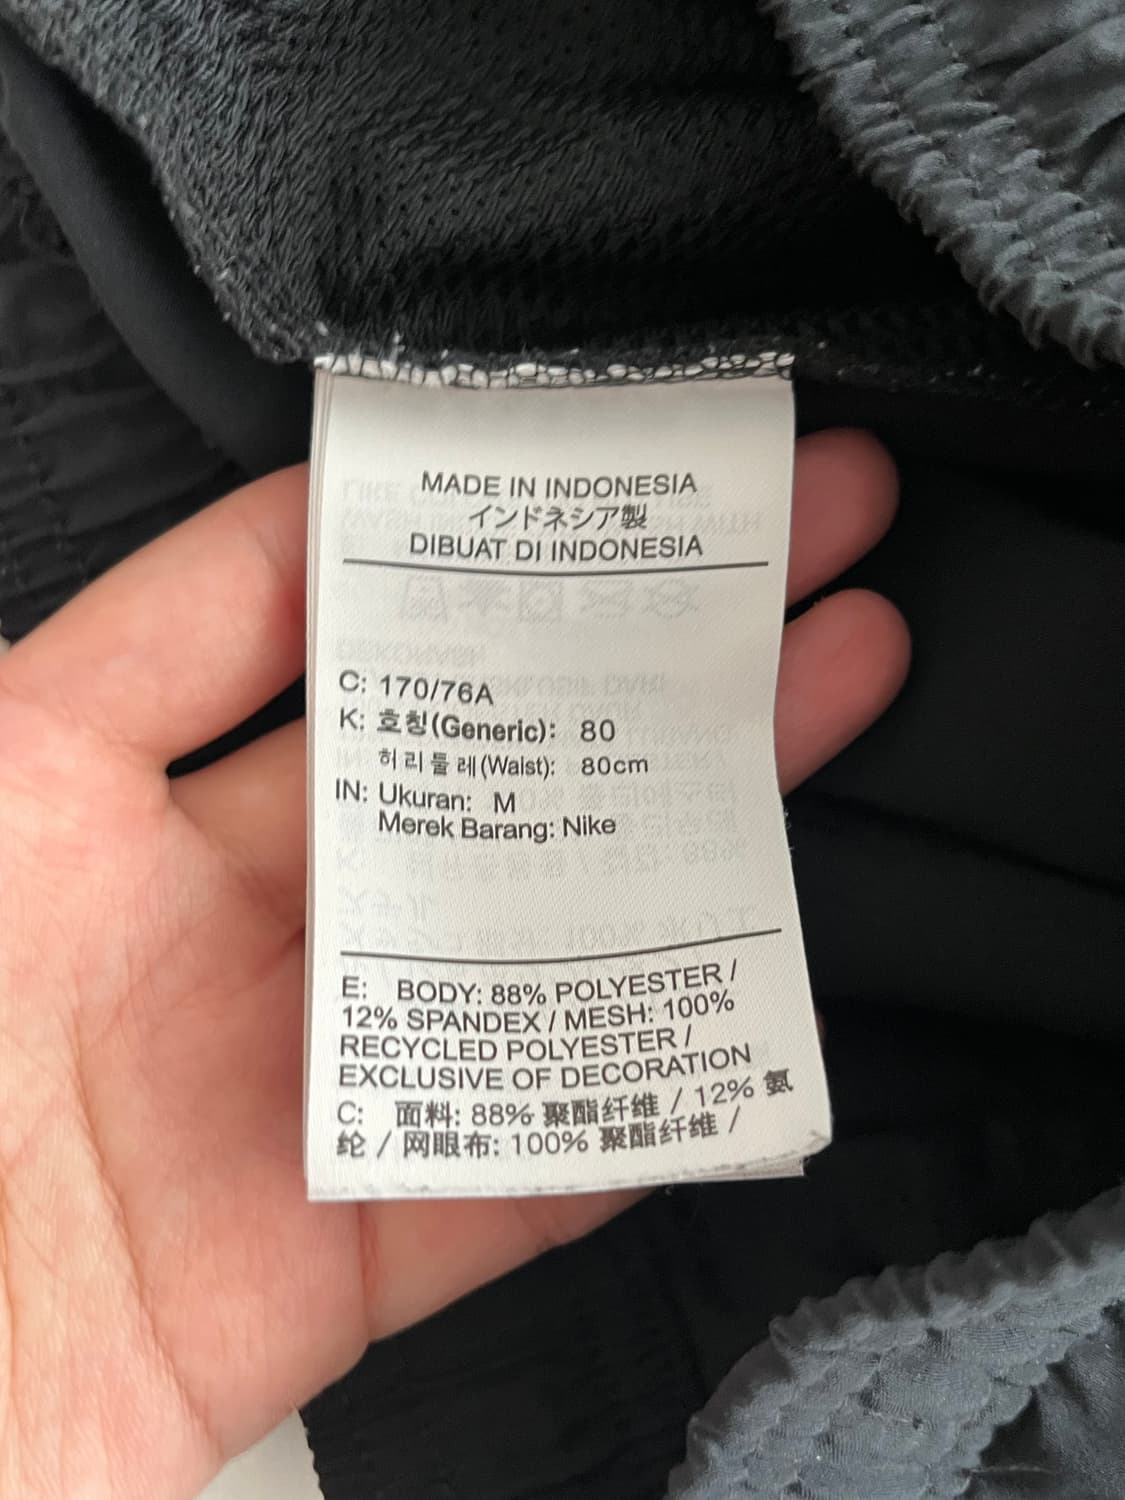 MADE IN INDONESIA
インドネシア製
DIBUAT DI INDONESIA
C: 170/76A
K: 호칭(Generic): 80
허리둘레(Waist): 80cm
IN: Ukuran: M
Merek Barang: Nike
E: BODY: 88% POLYESTER /
12% SPANDEX / MESH: 100%
RECYCLED POLYESTER /
EXCLUSIVE OF DECORATION
C: 面料: 88% 聚酯纤维 / 12% 氨
纶 / 网眼布: 100% 聚酯纤维 /